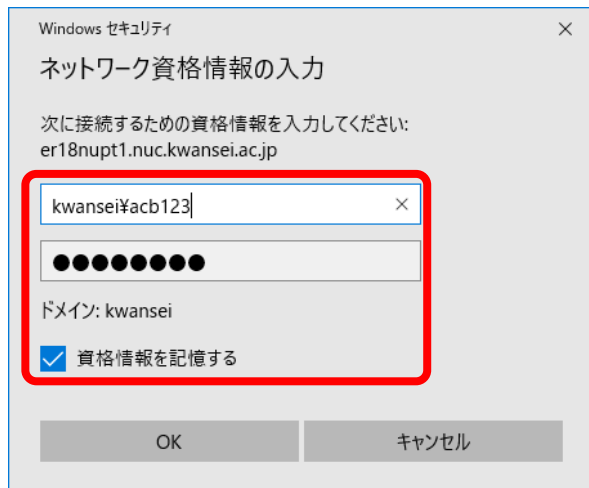 Windows セキュリティ
ネットワーク資格情報の入力
次に接続するための資格情報を入力してください:
er18nupt1.nuc.kwansei.ac.jp
kwansei¥acb123
●●●●●●●●
ドメイン: kwansei
資格情報を記憶する
OK キャンセル